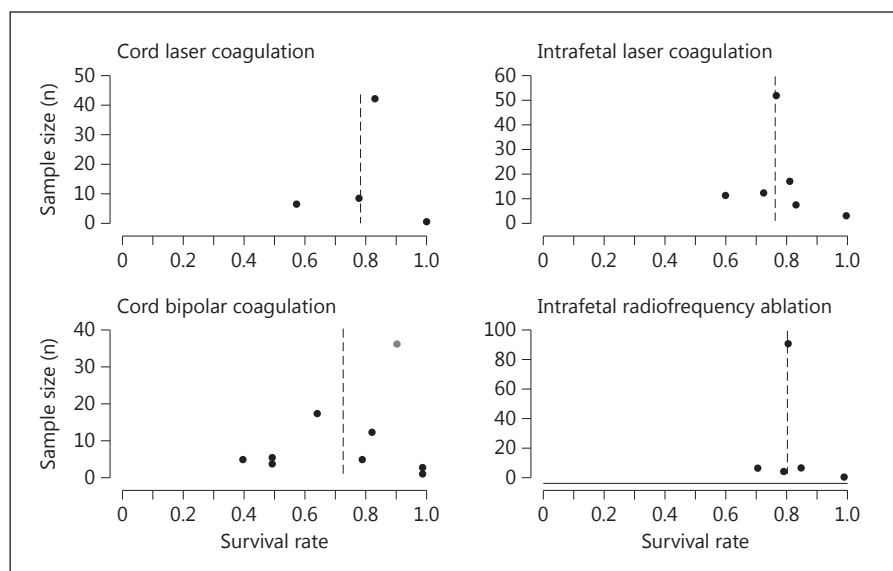 Cord laser coagulation
Sample size (n)
50
40
30
20
10
0
0 0.2 0.4 0.6 0.8 1.0
Intrafetal laser coagulation
60
50
40
30
20
10
0
0 0.2 0.4 0.6 0.8 1.0
Cord bipolar coagulation
Sample size (n)
40
30
20
10
0
0 0.2 0.4 0.6 0.8 1.0
Survival rate
Intrafetal radiofrequency ablation
100
80
60
40
20
0
0 0.2 0.4 0.6 0.8 1.0
Survival rate